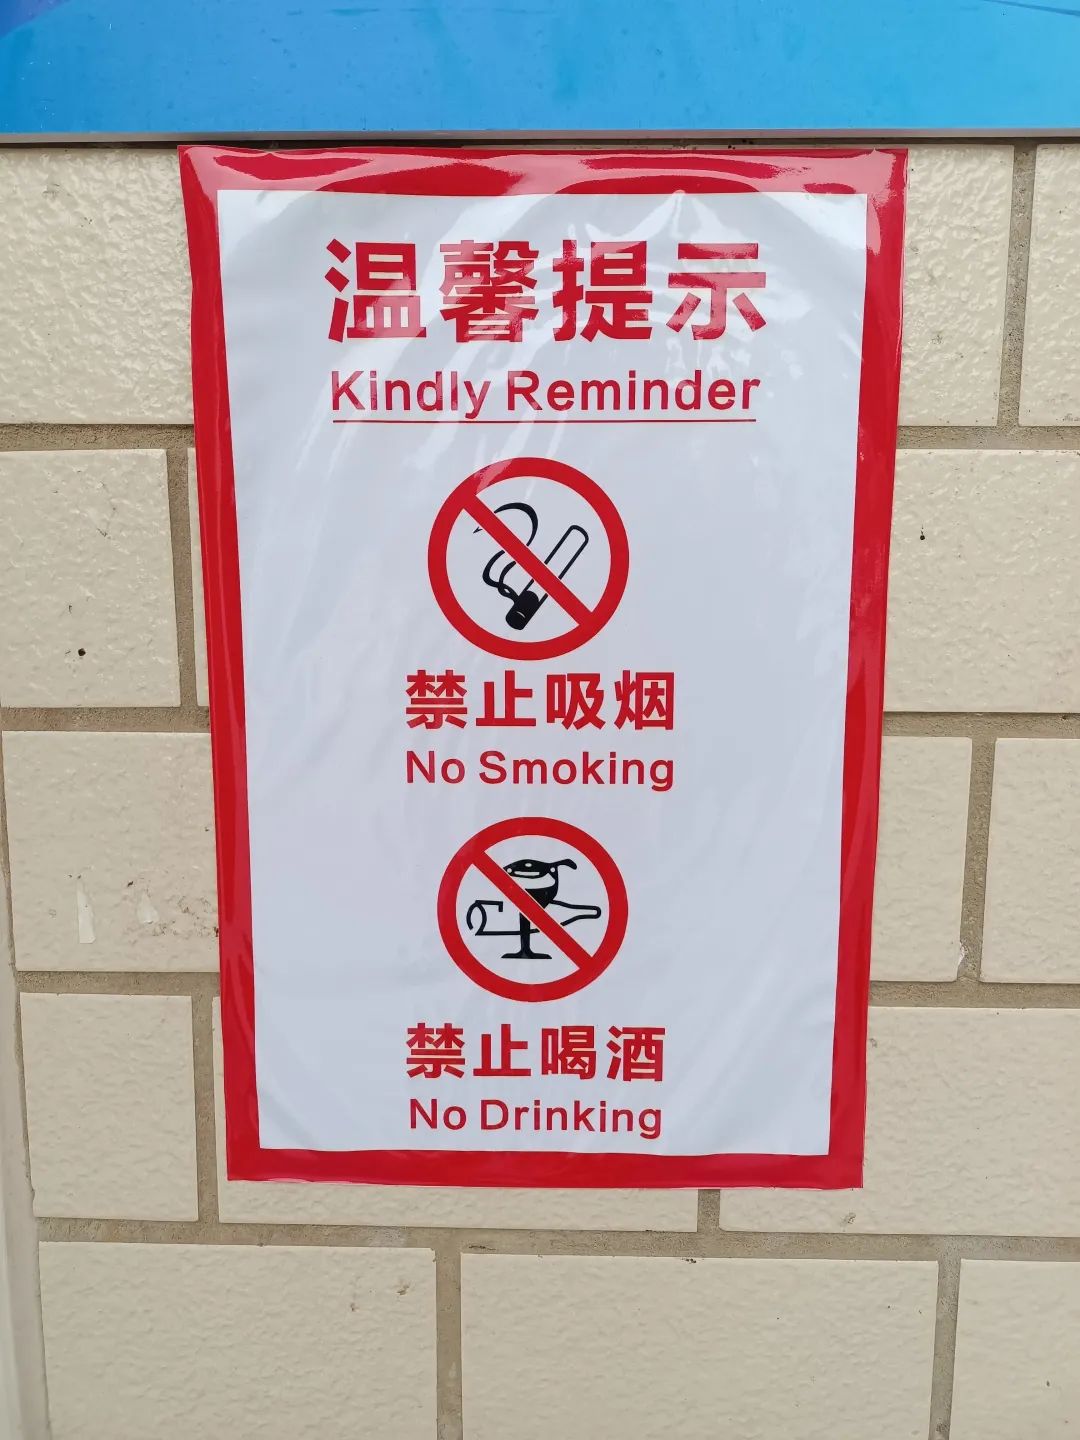 温馨提示
Kindly Reminder
禁止吸烟
No Smoking
禁止喝酒
No Drinking